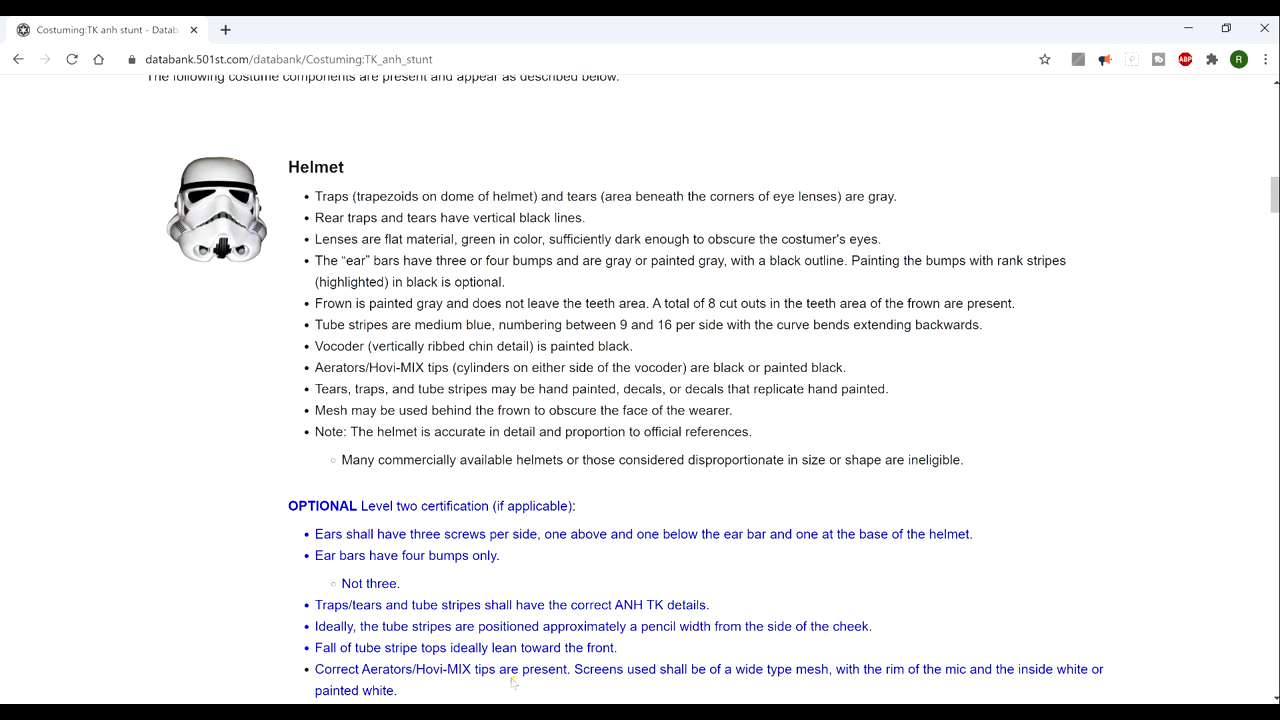 Costuming:TK anh stunt - Datab
databank.501st.com/databank/Costuming:TK_anh_stunt
ABP
R
The following costume components are present and appear as described below.
Helmet
Traps (trapezoids on dome of helmet) and tears (area beneath the corners of eye lenses) are gray.
Rear traps and tears have vertical black lines.
Lenses are flat material, green in color, sufficiently dark enough to obscure the costumer's eyes.
The “ear” bars have three or four bumps and are gray or painted gray, with a black outline. Painting the bumps with rank stripes
(highlighted) in black is optional.
Frown is painted gray and does not leave the teeth area. A total of 8 cut outs in the teeth area of the frown are present.
Tube stripes are medium blue, numbering between 9 and 16 per side with the curve bends extending backwards.
Vocoder (vertically ribbed chin detail) is painted black.
Aerators/Hovi-MIX tips (cylinders on either side of the vocoder) are black or painted black.
Tears, traps, and tube stripes may be hand painted, decals, or decals that replicate hand painted.
Mesh may be used behind the frown to obscure the face of the wearer.
Note: The helmet is accurate in detail and proportion to official references.
Many commercially available helmets or those considered disproportionate in size or shape are ineligible.
OPTIONAL Level two certification (if applicable):
Ears shall have three screws per side, one above and one below the ear bar and one at the base of the helmet.
Ear bars have four bumps only.
Not three.
Traps/tears and tube stripes shall have the correct ANH TK details.
Ideally, the tube stripes are positioned approximately a pencil width from the side of the cheek.
Fall of tube stripe tops ideally lean toward the front.
Correct Aerators/Hovi-MIX tips are present. Screens used shall be of a wide type mesh, with the rim of the mic and the inside white or
painted white.